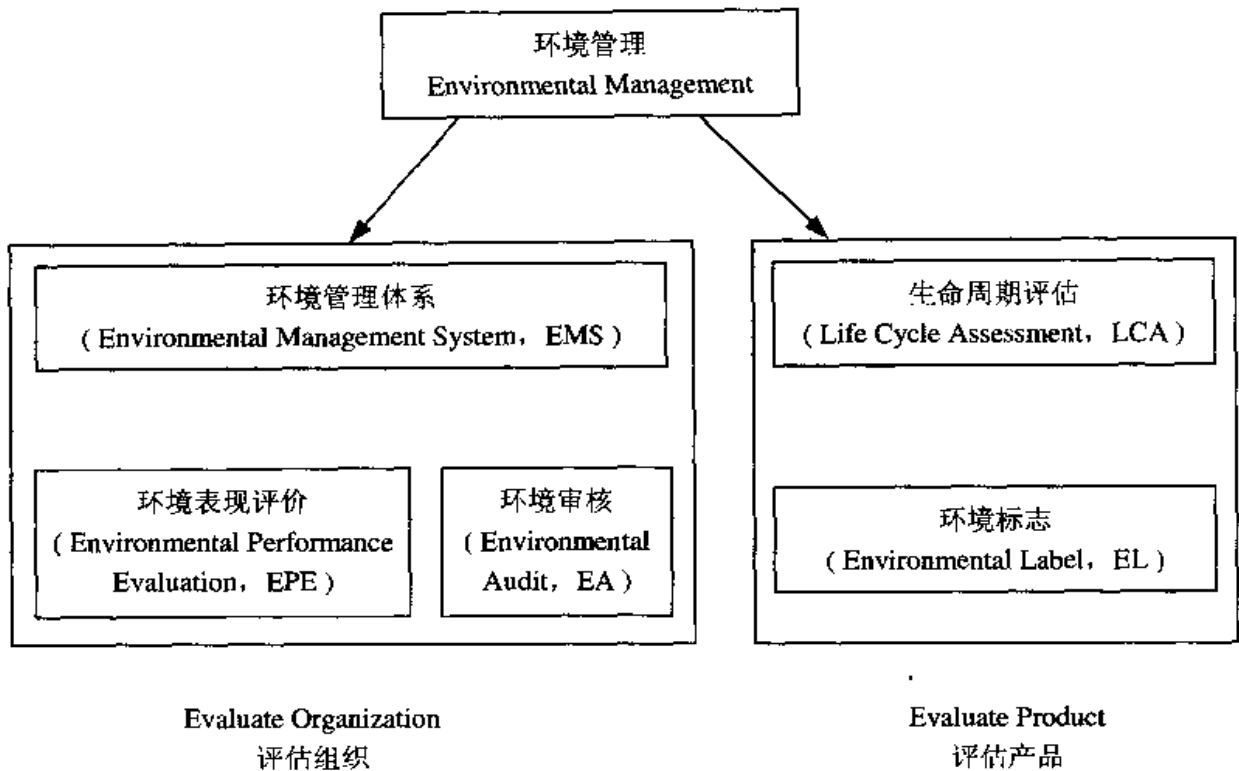 环境管理
Environmental Management
环境管理体系
( Environmental Management System, EMS )
生命周期评估
( Life Cycle Assessment, LCA )
环境表现评价
( Environmental Performance
Evaluation, EPE )
环境审核
( Environmental
Audit, EA )
环境标志
( Environmental Label, EL )
Evaluate Organization
评估组织
Evaluate Product
评估产品